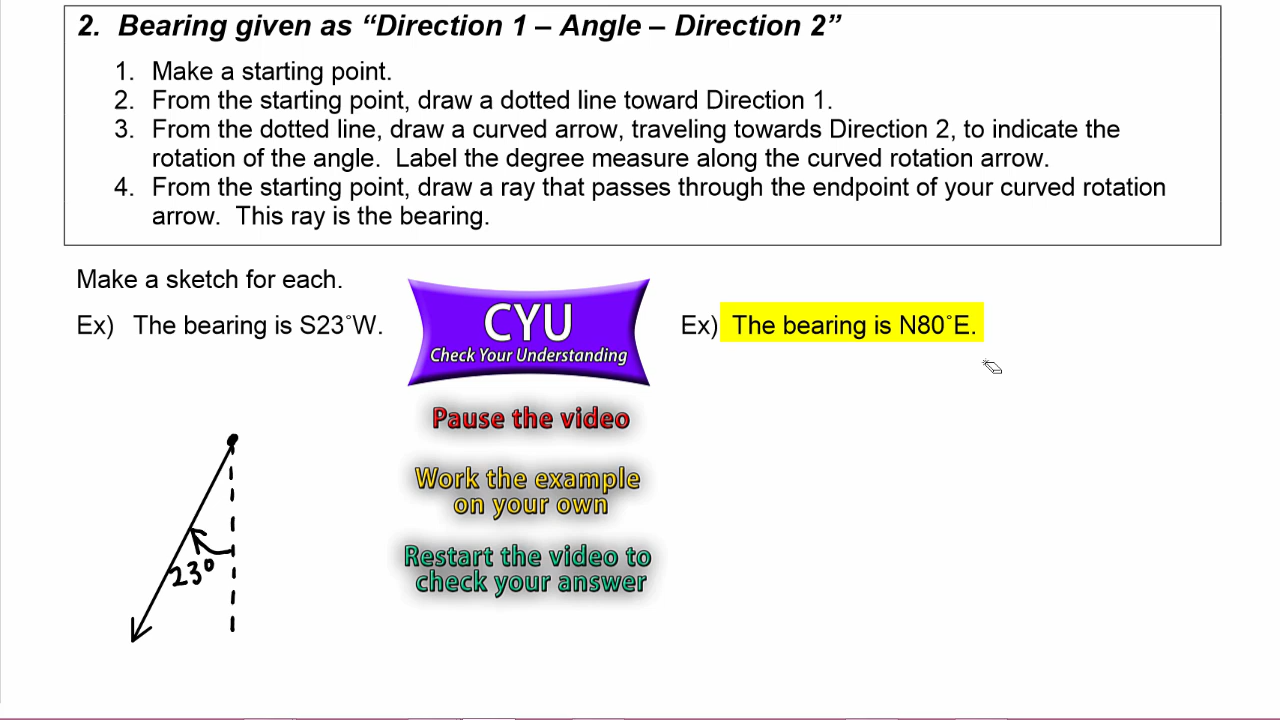 2. Bearing given as “Direction 1 – Angle – Direction 2”
1. Make a starting point.
2. From the starting point, draw a dotted line toward Direction 1.
3. From the dotted line, draw a curved arrow, traveling towards Direction 2, to indicate the
rotation of the angle. Label the degree measure along the curved rotation arrow.
4. From the starting point, draw a ray that passes through the endpoint of your curved rotation
arrow. This ray is the bearing.
Make a sketch for each.
Ex) The bearing is S23˚W.
CYU
Check Your Understanding
Ex) The bearing is N80˚E.
Pause the video
Work the example
on your own
Restart the video to
check your answer
23°